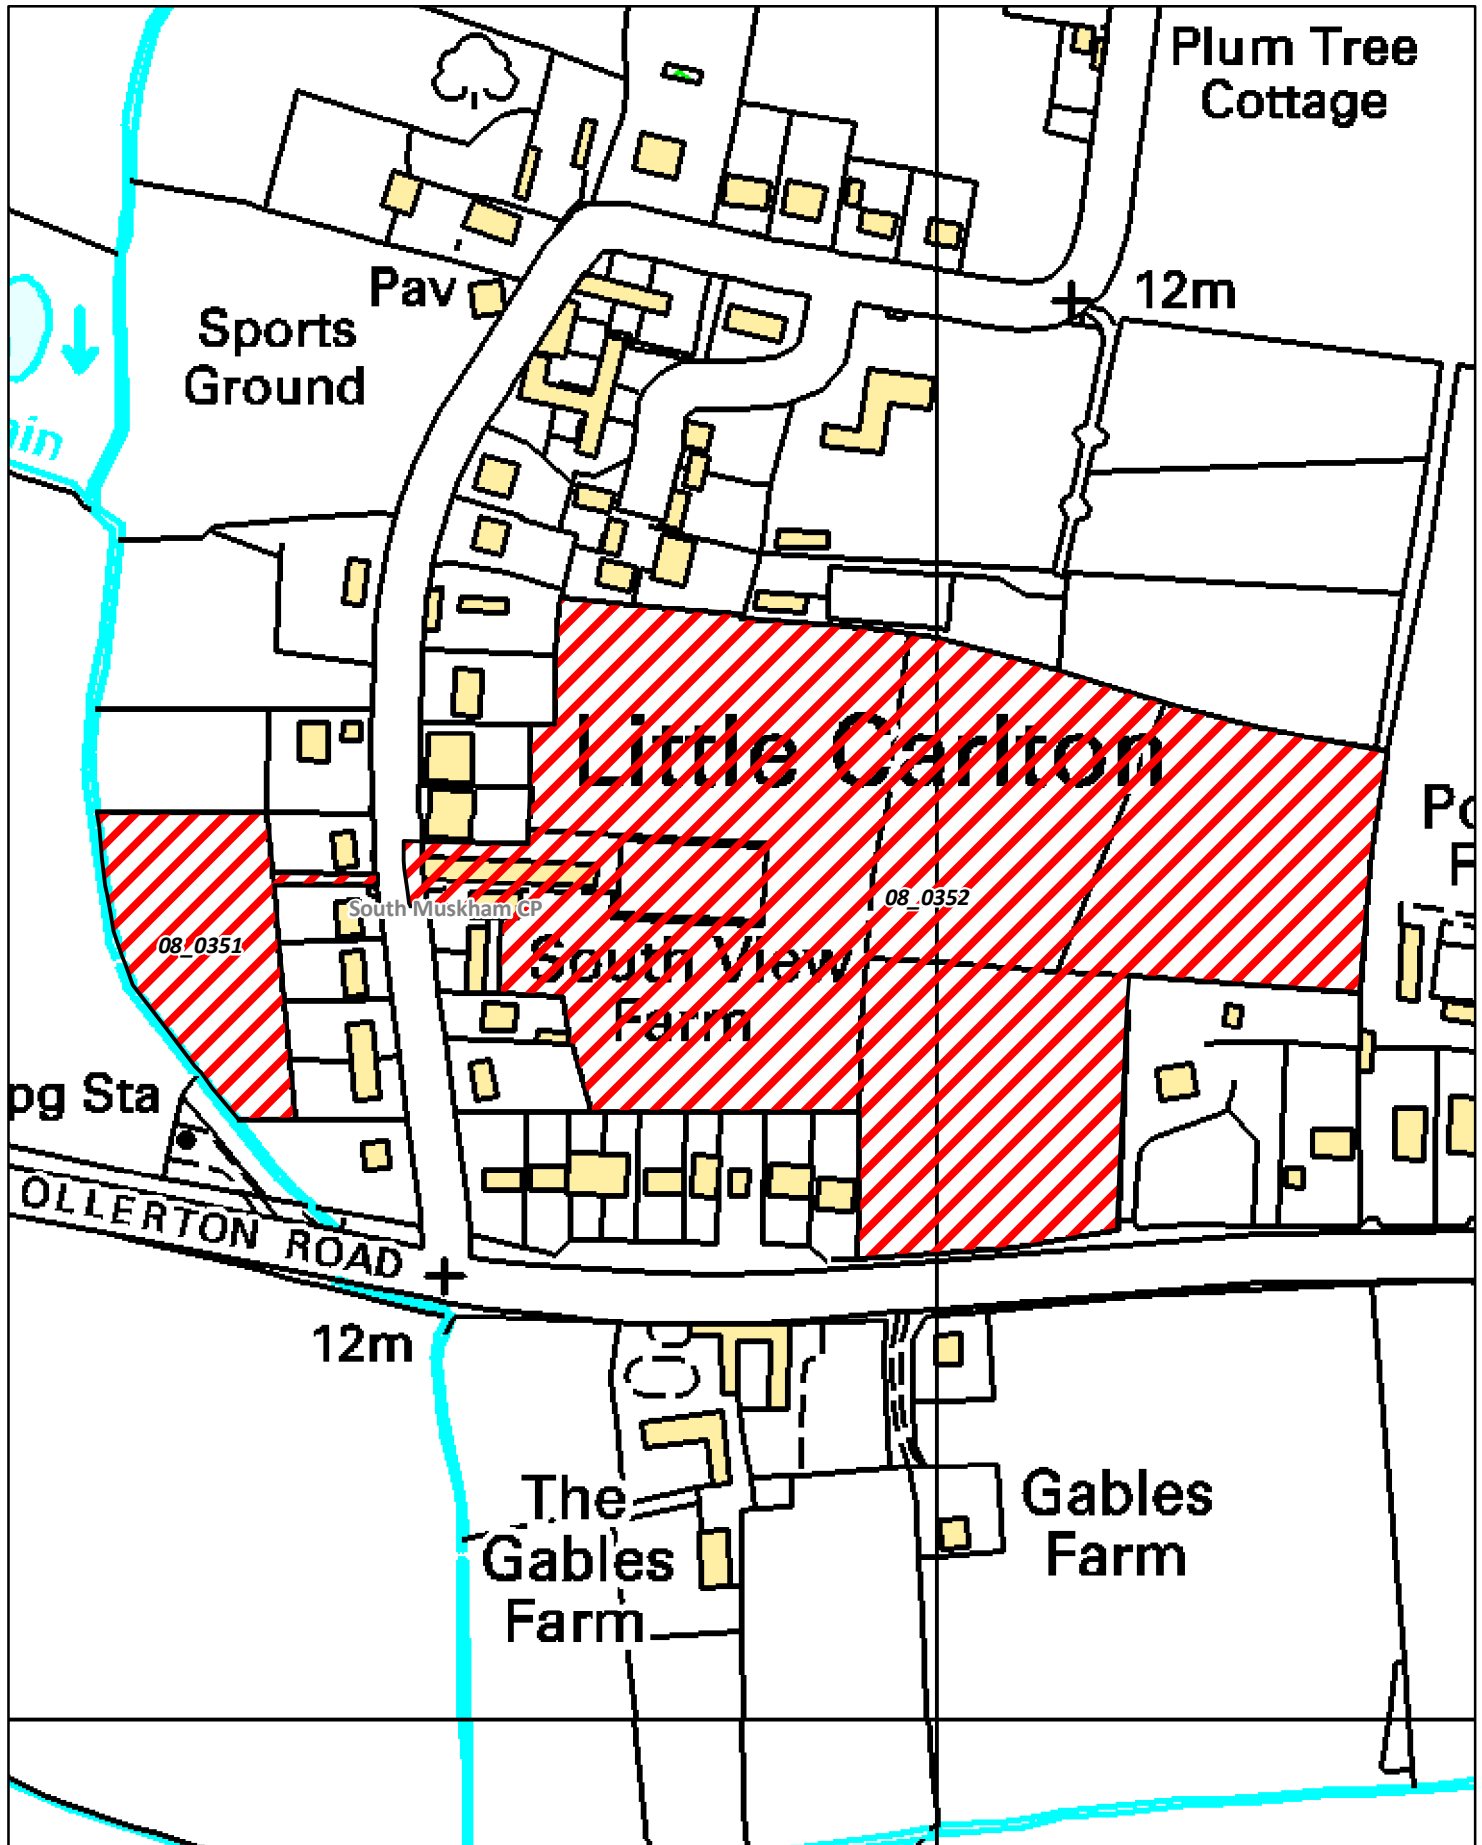 Plum Tree
Cottage
Pav
12m
Sports
Ground
Little Carlton
08_0352
South Muskham CP
08_0351
South View
Farm
pg Sta
OLLERTON ROAD
12m
The
Gables
Farm
Gables
Farm